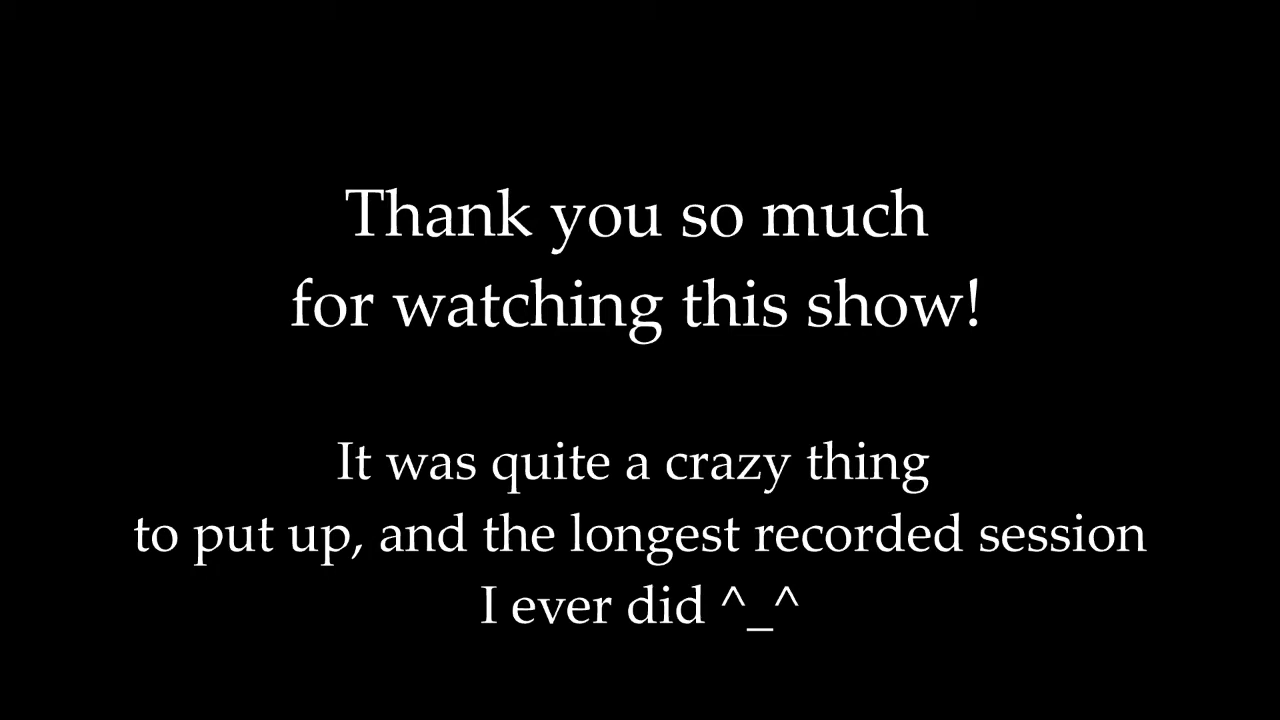 Thank you so much
for watching this show!
It was quite a crazy thing
to put up, and the longest recorded session
I ever did ^_^